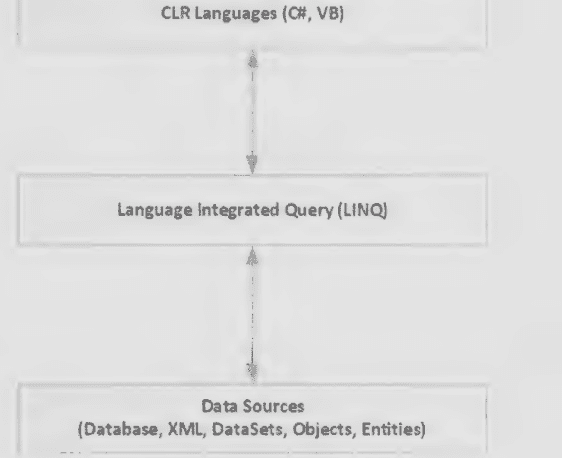 CLR Languages (C#, VB)
Language Integrated Query (LINQ)
Data Sources
(Database, XML, DataSets, Objects, Entities)